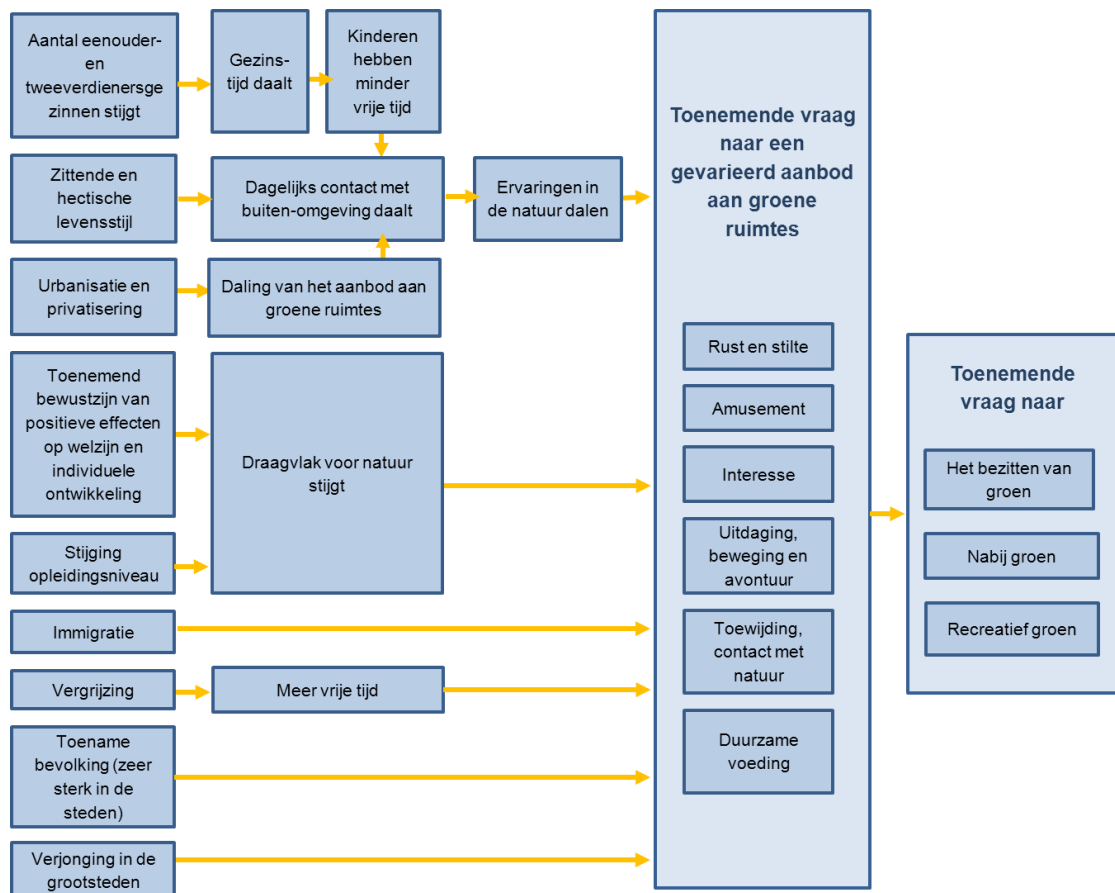 Aantal eenouder-
en
tweeverdienersge
zinnen stijgt
Gezins-
tijd daalt
Kinderen
hebben
minder
vrije tijd
Zittende en
hectische
levensstijl
Dagelijks contact met
buiten-omgeving daalt
Ervaringen in
de natuur dalen
Urbanisatie en
privatisering
Daling van het aanbod aan
groene ruimtes
Toenemend
bewustzijn van
positieve effecten
op welzijn en
individuele
ontwikkeling
Draagvlak voor natuur
stijgt
Stijging
opleidingsniveau
Immigratie
Vergrijzing
Meer vrije tijd
Toename
bevolking (zeer
sterk in de
steden)
Verjonging in de
grootsteden
Toenemende vraag
naar een
gevarieerd aanbod
aan groene
ruimtes
Rust en stilte
Amusement
Interesse
Uitdaging,
beweging en
avontuur
Toewijding,
contact met
natuur
Duurzame
voeding
Toenemende
vraag naar
Het bezitten van
groen
Nabij groen
Recreatief groen